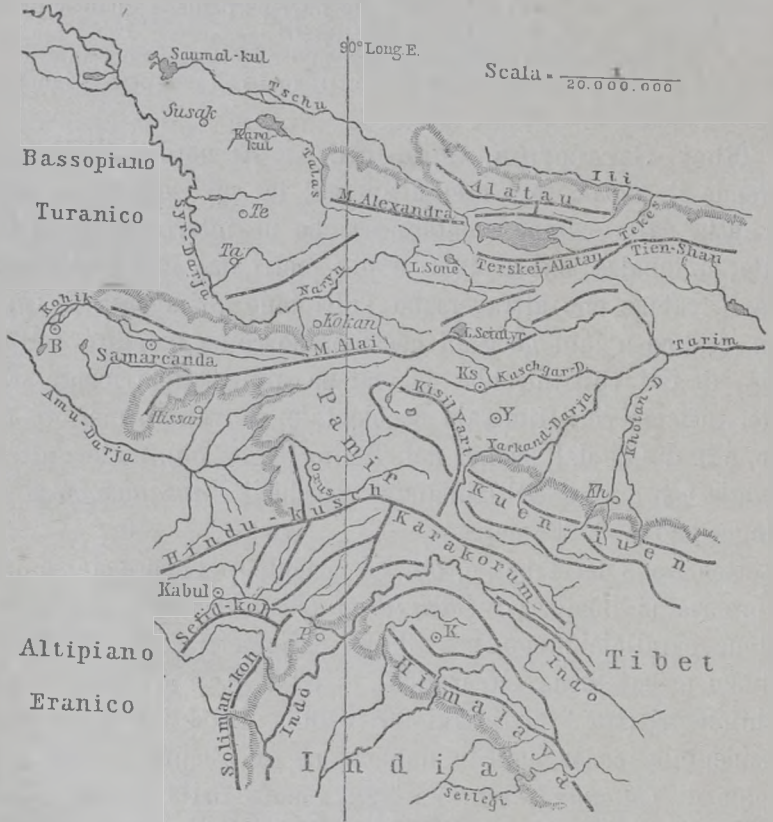 Saumal-kul
90° Long.E.
Scala = 1
20.000.000
Tschu
Susak
Kara-
kul
Talas
Bassopiano
Turanico
Ili
Alatau
M. Alexandra
Tekes
Te
Syr-Darja
Ta
Naryn
L.Sone
Terskei-Alatau
Tien-Shan
Kohik
B
Samarcanda
Kokan
M. Alai
Tarim
Ks
Kaschgar-D.
Hissar
Kisil Yart
Y.
Yarkand-Darja
Khotan-D
Amu-Darja
Pamir
Oxus
Kh
Kuen-luen
Hindu-kusch
Karakorum
Kabul
Sefid-koh
P
K
Altipiano
Eranico
Tibet
Indo
Soliman-koh
Indo
Himalaya
India
Setlegi